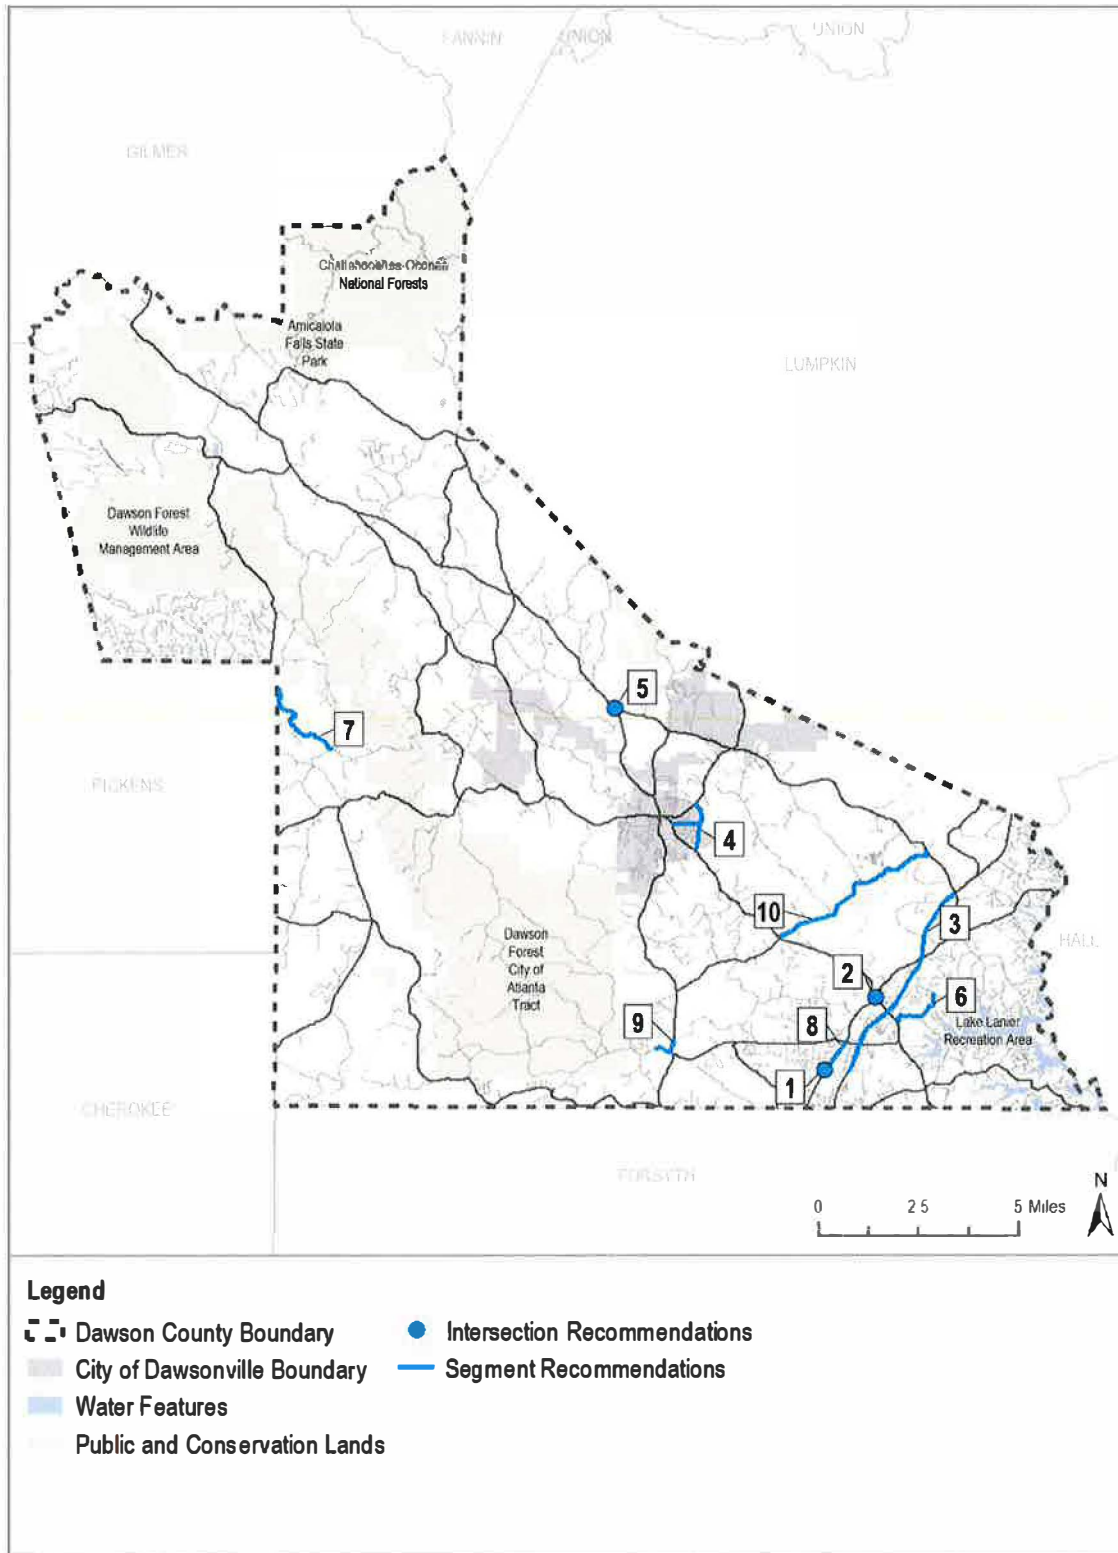 FANNIN
UNION
UNION
GILMER
Chattahoochee-Oconee
National Forests
Amicalola
Falls State
Park
LUMPKIN
Dawson Forest
Wildlife
Management Area
5
7
PICKENS
4
10
3
Dawson
Forest
City of
Atlanta
Tract
HALL
2
6
9
8
Lake Lanier
Recreation Area
1
CHEROKEE
FORSYTH
N
0 2.5 5 Miles
Legend
Dawson County Boundary
Intersection Recommendations
City of Dawsonville Boundary
Segment Recommendations
Water Features
Public and Conservation Lands